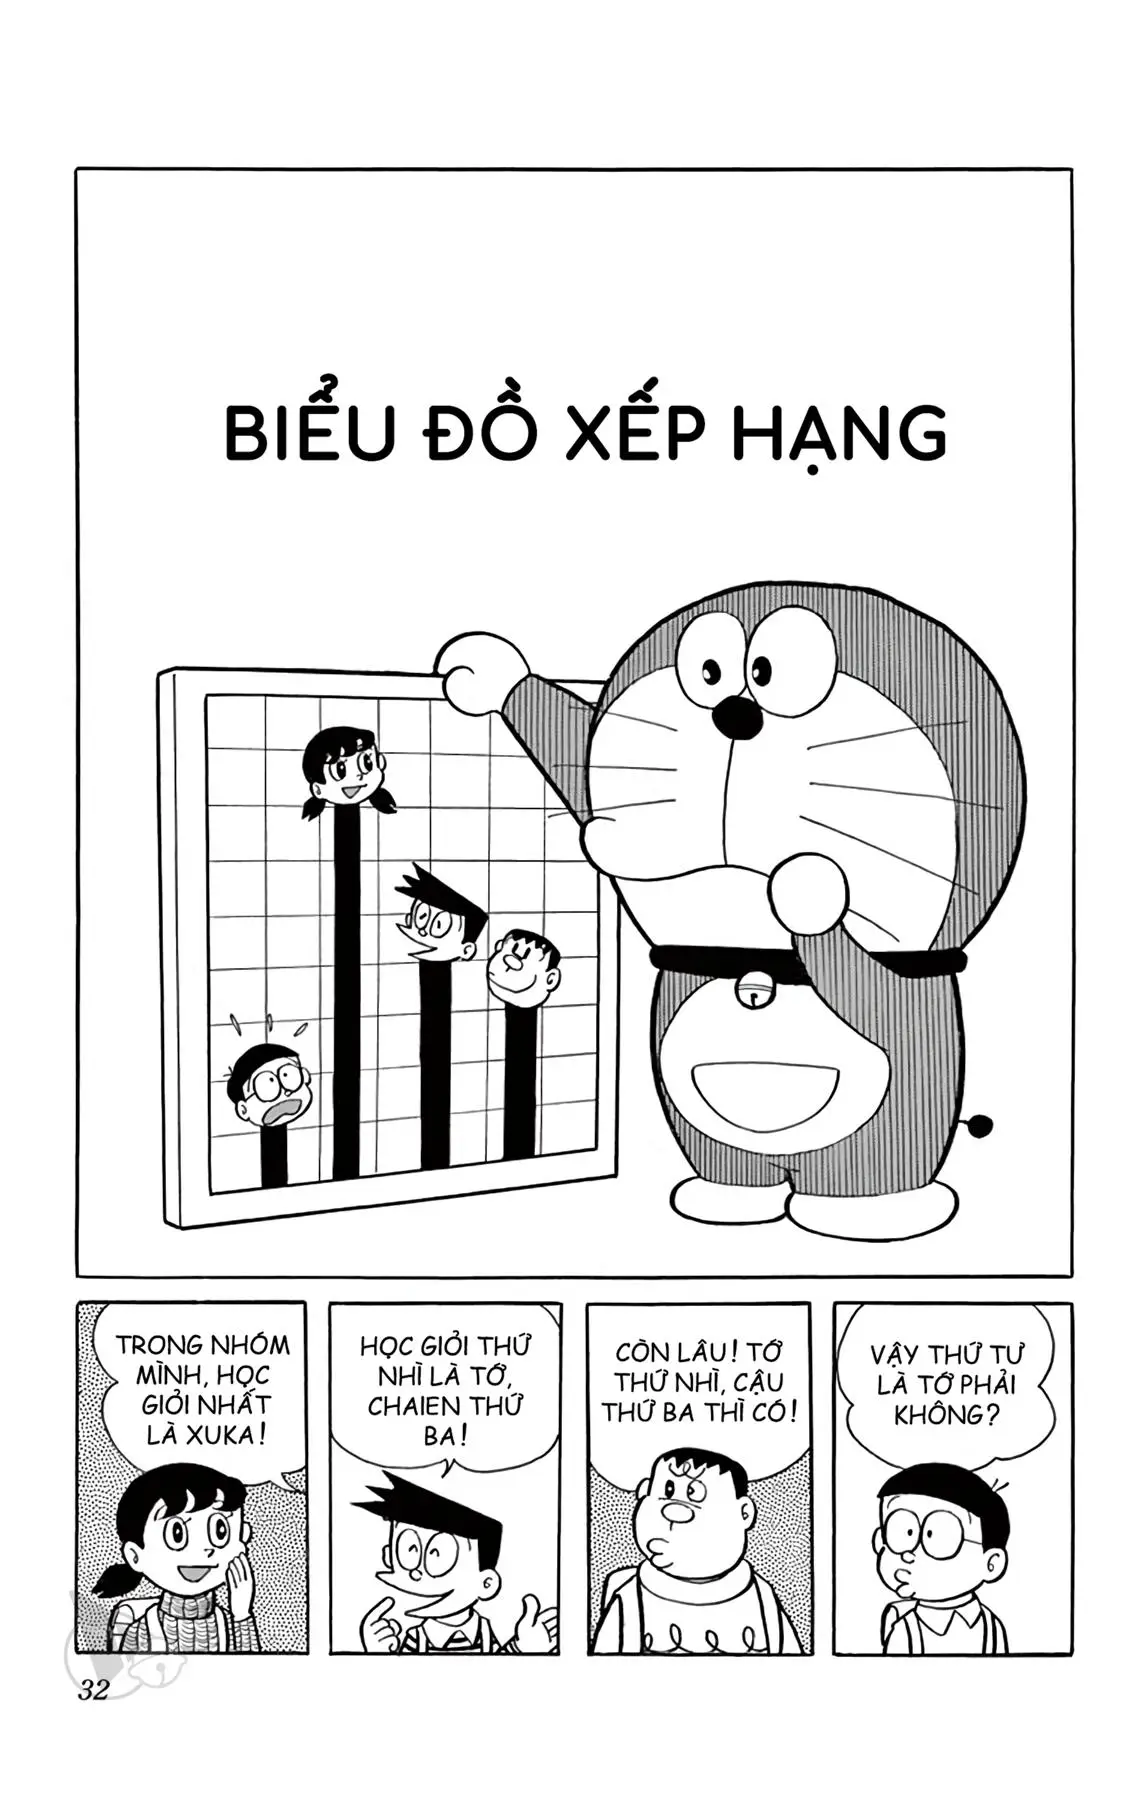 BIỂU ĐỒ XẾP HẠNG
TRONG NHÓM
MÌNH, HỌC
GIỎI NHẤT
LÀ XUKA!
HỌC GIỎI THỨ
NHÌ LÀ TỚ,
CHAIEN THỨ
BA!
CÒN LÂU! TỚ
THỨ NHÌ, CẬU
THỨ BA THÌ CÓ!
VẬY THỨ TƯ
LÀ TỚ PHẢI
KHÔNG?
32